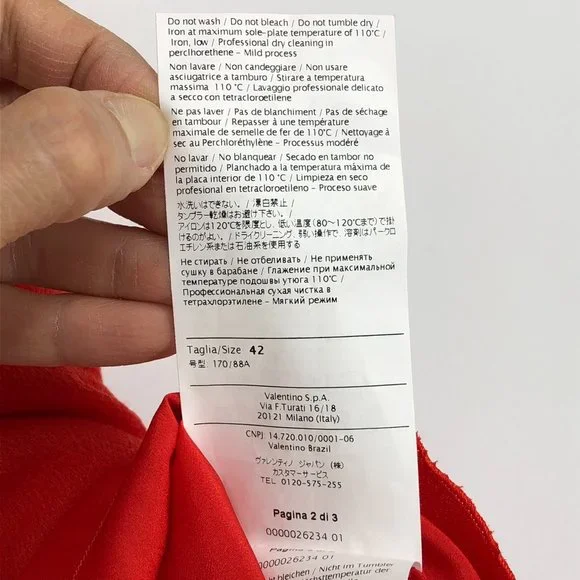 Do not wash / Do not bleach / Do not tumble dry /
Iron at maximum sole-plate temperature of 110°C /
Iron, low / Professional dry cleaning in
perclhorethene - Mild process
Non lavare / Non candeggiare / Non usare
asciugatrice a tamburo / Stirare a temperatura
massima 110°C / Lavaggio professionale delicato
a secco con tetracloroetilene
Ne pas laver / Pas de blanchiment / Pas de séchage
en tambour / Repasser à une température
maximale de semelle de fer de 110°C / Nettoyage à
sec au Perchloréthylène - Processus modéré
No lavar / No blanquear / Secado en tambor no
permitido / Planchado a la temperatura máxima de
la placa interior de 110 °C / Limpieza en seco
profesional en tetracloroetileno - Proceso suave
水洗いはできない。/ 漂白禁止 /
タンブラー乾燥はお避け下さい。/
アイロンは120℃を限度とし、低い温度(80〜120℃まで)で掛
けるのがよい。/ ドライクリーニング、弱い操作で、溶剤はパークロ
エチレン系または石油系を使用する
Не стирать / Не отбеливать / Не применять
сушку в барабане / Глажение при максимальной
температуре подошвы утюга 110°C /
Профессиональная сухая чистка в
тетрахлорэтилене - Мягкий режим
Taglia/Size 42
号型 170/88A
Valentino S.p.A.
Via F.Turati 16/18
20121 Milano (Italy)
CNPJ 14.720.010/0001-06
Valentino Brazil
ヴァレンティノ ジャパン (株)
カスタマーサービス
TEL 0120-575-255
Pagina 2 di 3
0000026234 01
0000026234 01
bleichen / Nicht im Tumbler